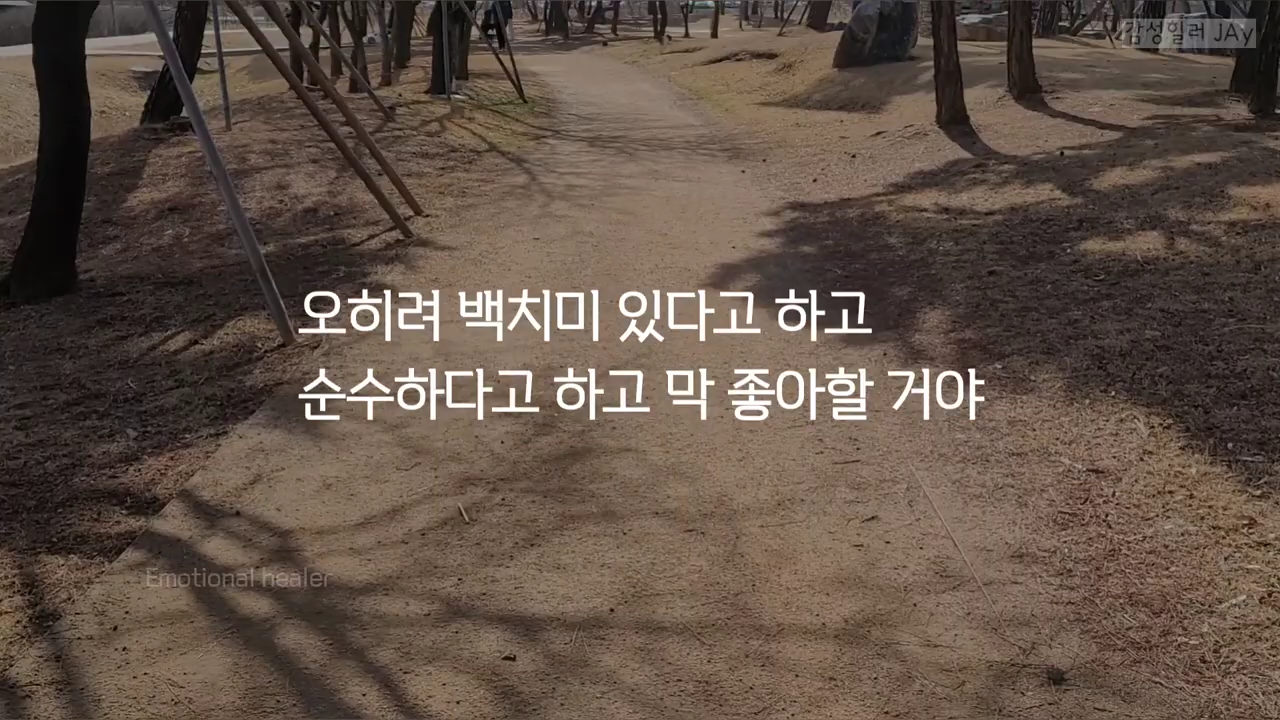 감성힐러 JAy
오히려 백치미 있다고 하고
순수하다고 하고 막 좋아할 거야
Emotional healer